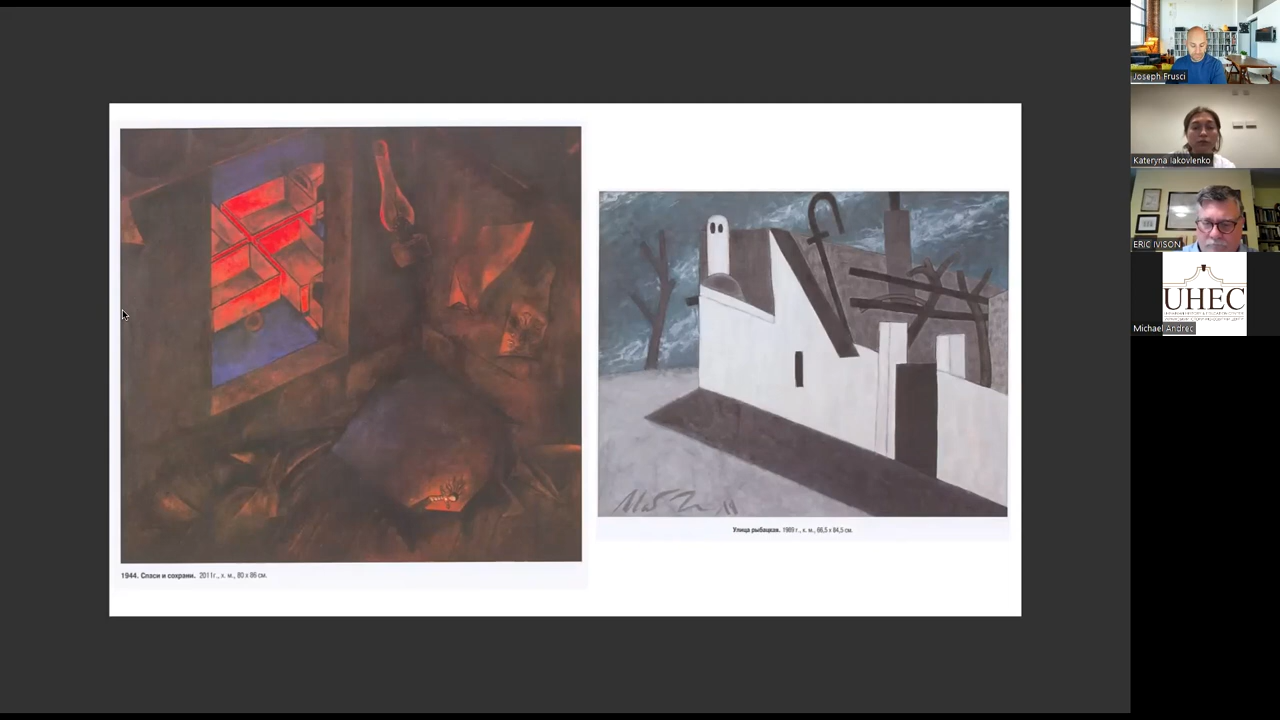 Joseph Frusci
Kateryna Iakovlenko
ERIC IVISON
UHEC
Michael Andrec
1944. Спаси и сохрани. 2011г., х. м., 80 x 86 см.
Улица рыбацкая. 1989 г., к. м., 66,5 x 84,5 см.